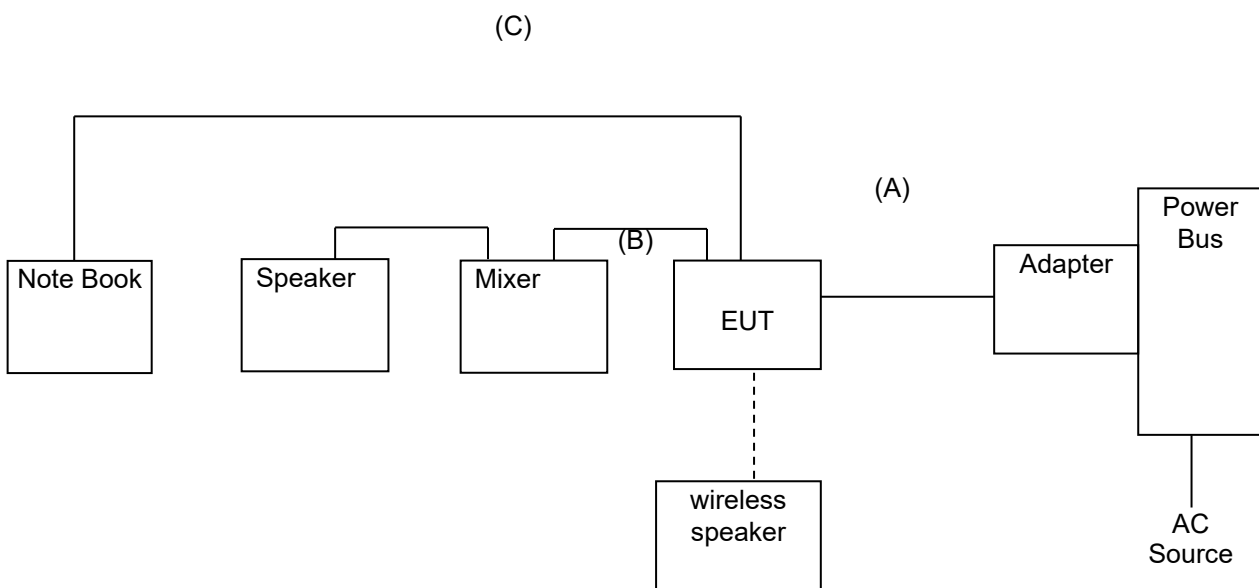 (C)
(A)
Power
Bus
(B)
Adapter
Note Book
Speaker
Mixer
EUT
wireless
speaker
AC
Source